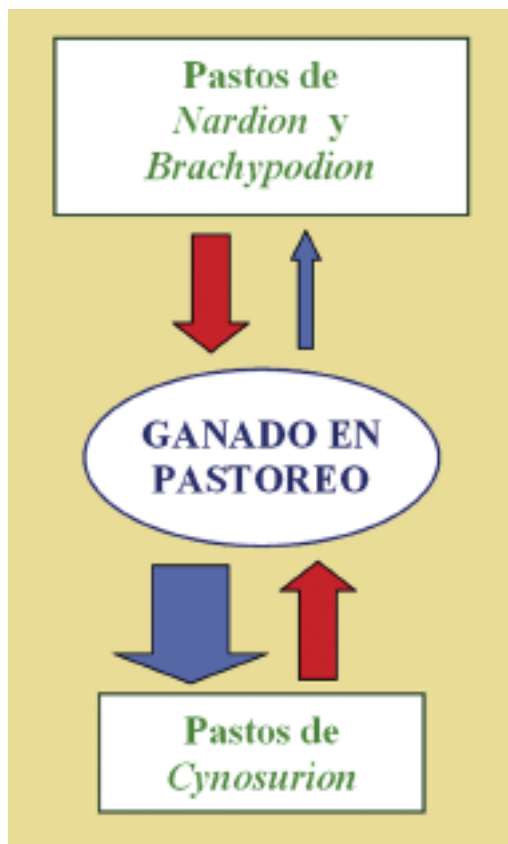 Pastos de
Nardion y
Brachypodion
GANADO EN
PASTOREO
Pastos de
Cynosurion